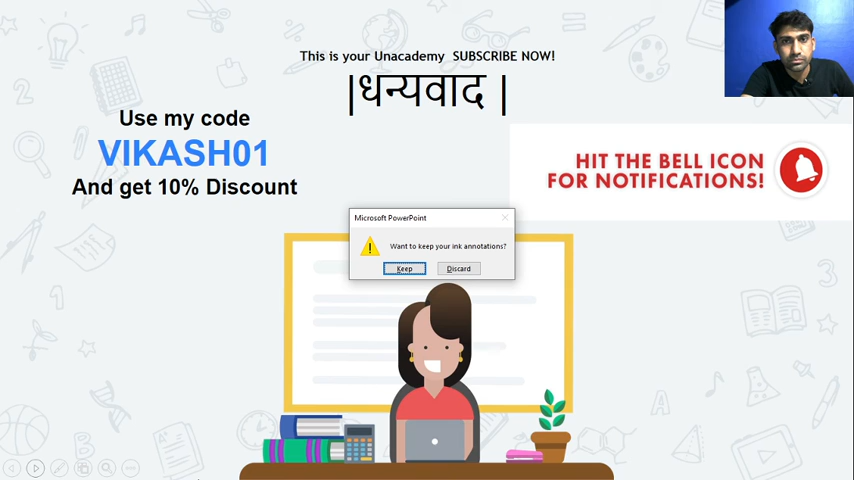 This is your Unacademy SUBSCRIBE NOW!
|धन्यवाद |
Use my code
VIKASH01
And get 10% Discount
HIT THE BELL ICON
FOR NOTIFICATIONS!
Microsoft PowerPoint
Want to keep your ink annotations?
Keep
Discard